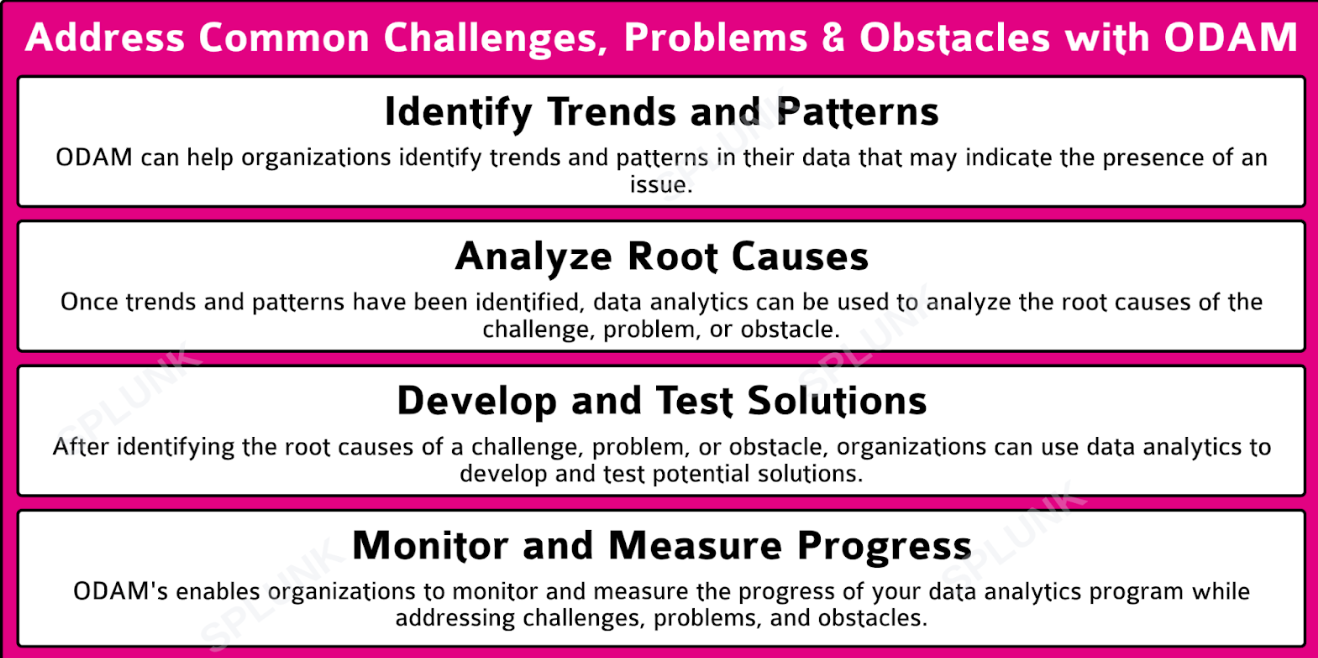 Address Common Challenges, Problems & Obstacles with ODAM
Identify Trends and Patterns
ODAM can help organizations identify trends and patterns in their data that may indicate the presence of an
issue.
Analyze Root Causes
Once trends and patterns have been identified, data analytics can be used to analyze the root causes of the
challenge, problem, or obstacle.
Develop and Test Solutions
After identifying the root causes of a challenge, problem, or obstacle, organizations can use data analytics to
develop and test potential solutions.
Monitor and Measure Progress
ODAM's enables organizations to monitor and measure the progress of your data analytics program while
addressing challenges, problems, and obstacles.
SPLUNK
SPLUNK
SPLUNK
SPLUNK
SPLUNK